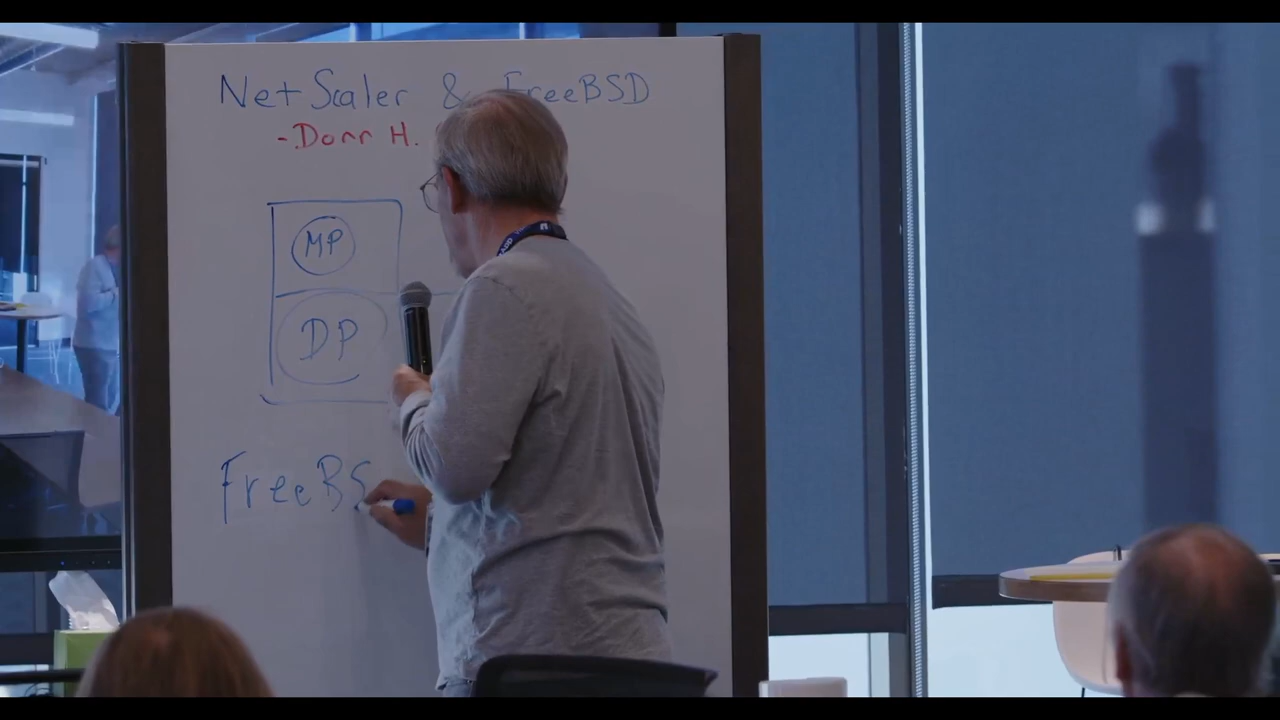 NetScaler & FreeBSD
-Dorr H.
MP
DP
FreeBS